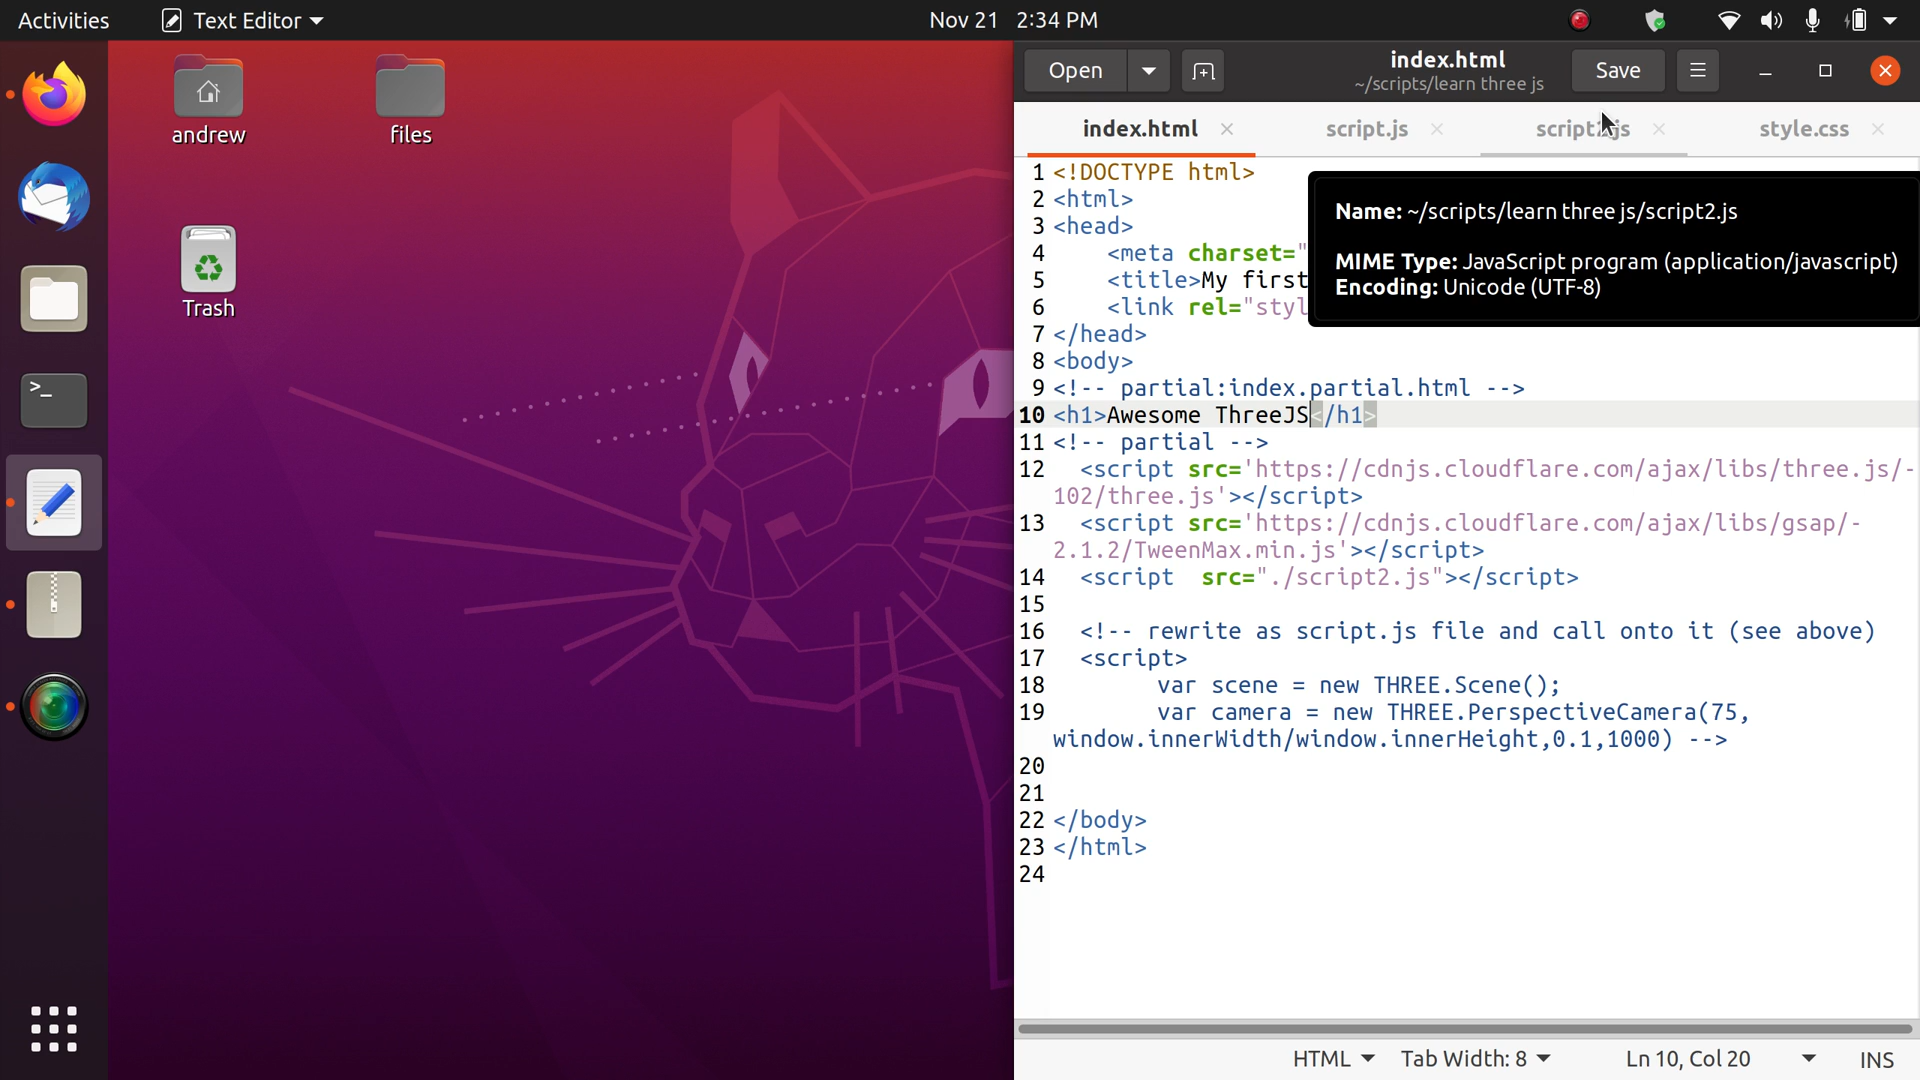 Activities
Text Editor
Nov 21 2:34 PM
andrew
files
Trash
Open
index.html
~/scripts/learn three js
Save
index.html
script.js
style.css
Name: ~/scripts/learn three js/script2.js
MIME Type: JavaScript program (application/javascript)
Encoding: Unicode (UTF-8)
1 <!DOCTYPE html>
2 <html>
3 <head>
4 <meta charset="
5 <title>My first
6 <link rel="styl
7 </head>
8 <body>
9 <!-- partial:index.partial.html -->
10 <h1>Awesome ThreeJS</h1>
11 <!-- partial -->
12 <script src='https://cdnjs.cloudflare.com/ajax/libs/three.js/-
102/three.js'></script>
13 <script src='https://cdnjs.cloudflare.com/ajax/libs/gsap/-
2.1.2/TweenMax.min.js'></script>
14 <script  src="./script2.js"></script>
15
16 <!-- rewrite as script.js file and call onto it (see above)
17 <script>
18 var scene = new THREE.Scene();
19 var camera = new THREE.PerspectiveCamera(75,
window.innerWidth/window.innerHeight,0.1,1000) -->
20
21
22 </body>
23 </html>
24
HTML
Tab Width: 8
Ln 10, Col 20
INS